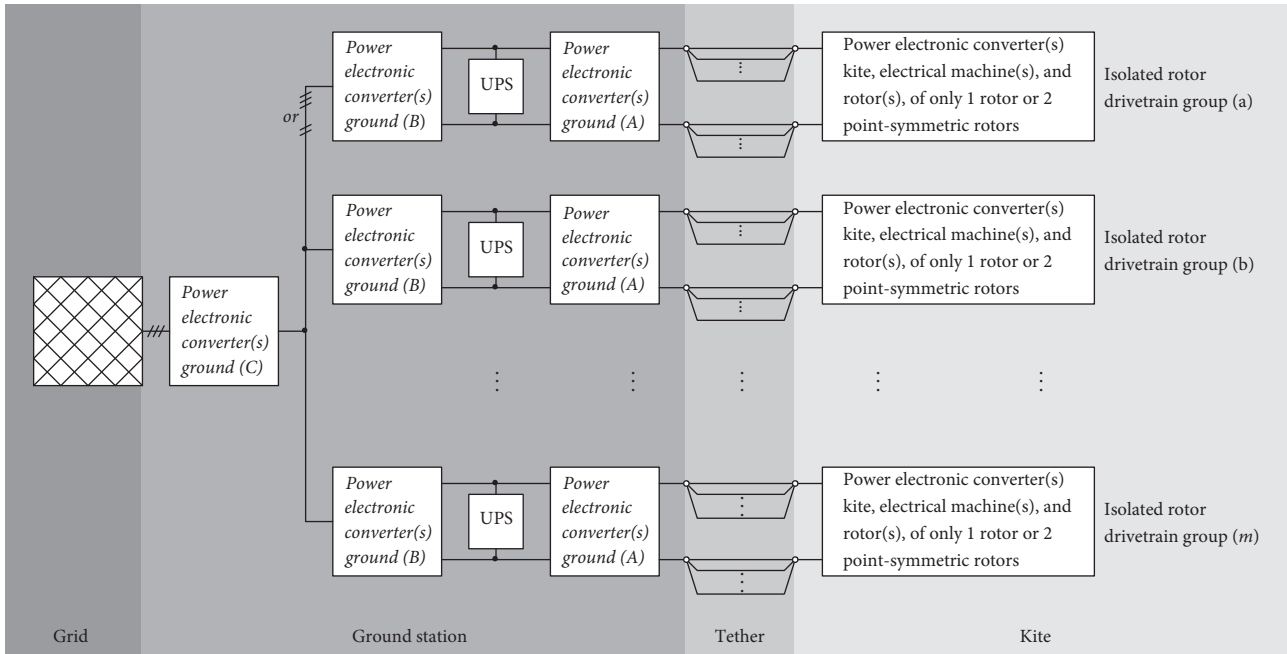 Power
electronic
converter(s)
ground (B)
UPS
Power
electronic
converter(s)
ground (A)
Power electronic converter(s)
kite, electrical machine(s), and
rotor(s), of only 1 rotor or 2
point-symmetric rotors
Isolated rotor
drivetrain group (a)
or
Power
electronic
converter(s)
ground (B)
UPS
Power
electronic
converter(s)
ground (A)
Power electronic converter(s)
kite, electrical machine(s), and
rotor(s), of only 1 rotor or 2
point-symmetric rotors
Isolated rotor
drivetrain group (b)
Power
electronic
converter(s)
ground (C)
Power
electronic
converter(s)
ground (B)
UPS
Power
electronic
converter(s)
ground (A)
Power electronic converter(s)
kite, electrical machine(s), and
rotor(s), of only 1 rotor or 2
point-symmetric rotors
Isolated rotor
drivetrain group (m)
Grid
Ground station
Tether
Kite